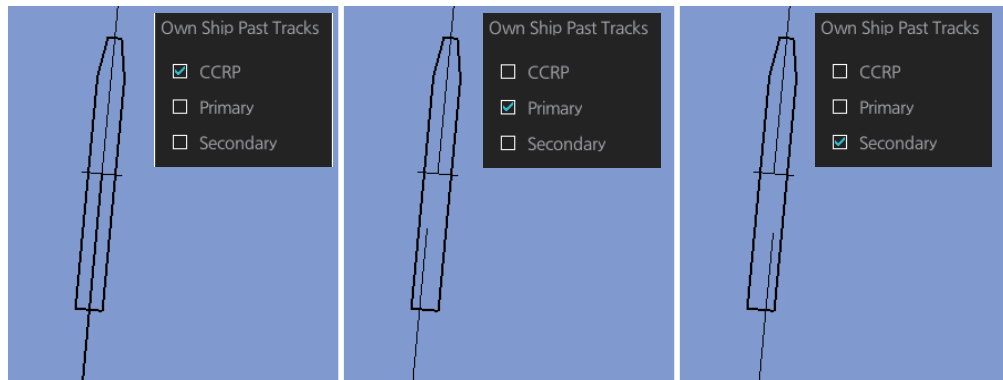 Own Ship Past Tracks
CCRP
Primary
Secondary
Own Ship Past Tracks
CCRP
Primary
Secondary
Own Ship Past Tracks
CCRP
Primary
Secondary